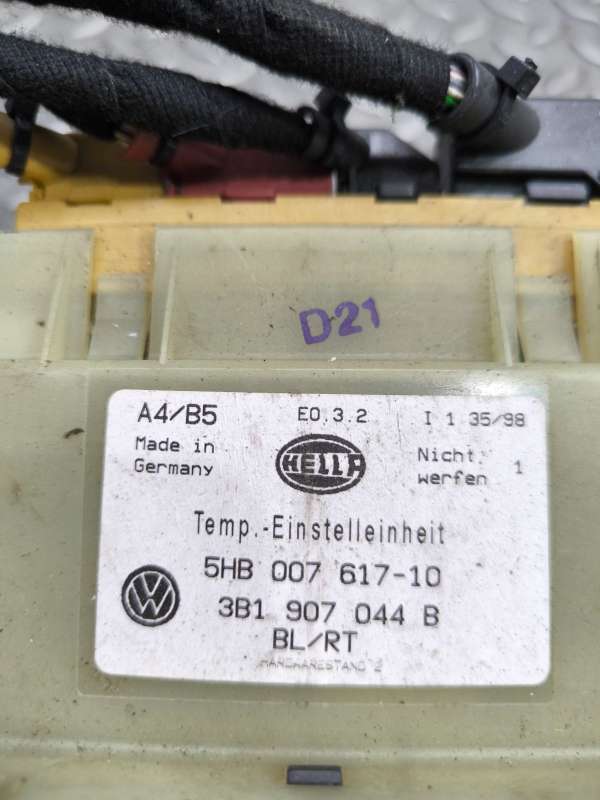 D21
A4/B5 E0.3.2 I 1 35/98
Made in Germany
HELLA
Nicht werfen 1
Temp.-Einstelleinheit
5HB 007 617-10
3B1 907 044 B
BL/RT
HARDWARESTAND 2